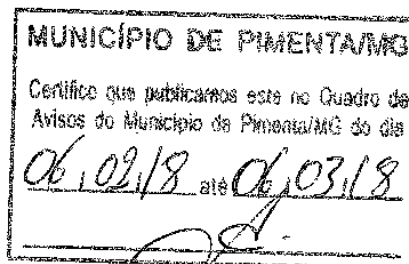 MUNICÍPIO DE PIMENTA/MG
Certifico que publicamos este no Quadro de
Avisos do Município de Pimenta/MG do dia
06,02,18 até 06,03,18